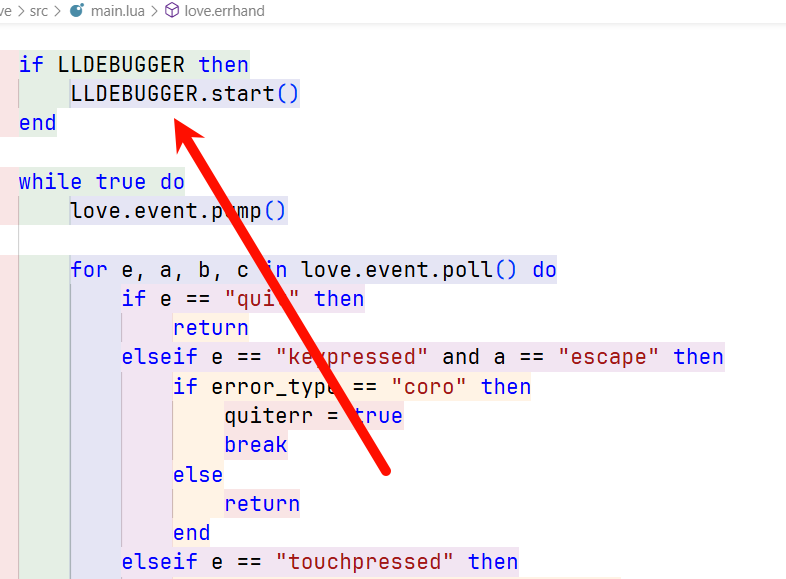 ve > src > main.lua > love.errhand
if LLDEBUGGER then
LLDEBUGGER.start()
end
while true do
love.event.pump()
for e, a, b, c in love.event.poll() do
if e == "quit" then
return
elseif e == "keypressed" and a == "escape" then
if error_type == "coro" then
quiterr = true
break
else
return
end
elseif e == "touchpressed" then